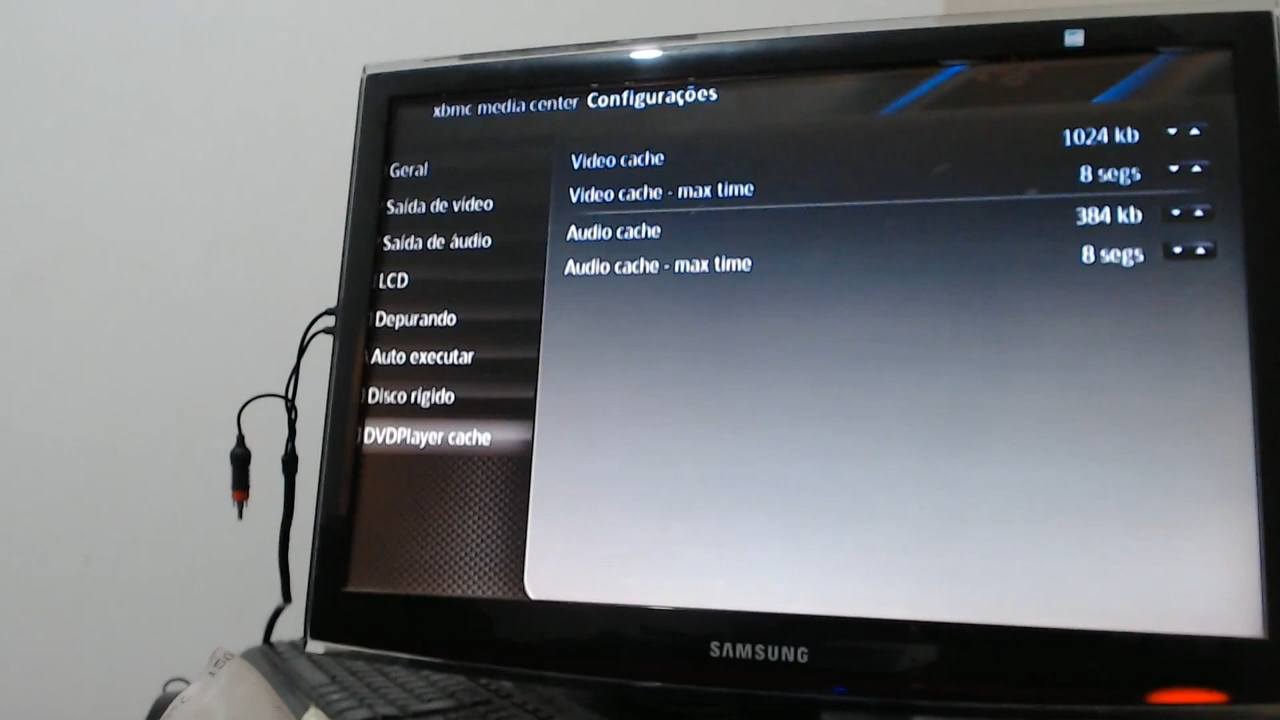 xbmc media center Configurações
Geral
Saída de vídeo
Saída de áudio
LCD
Depurando
Auto executar
Disco rígido
DVDPlayer cache
Video cache 1024 kb
Video cache - max time 8 segs
Audio cache 384 kb
Audio cache - max time 8 segs
SAMSUNG